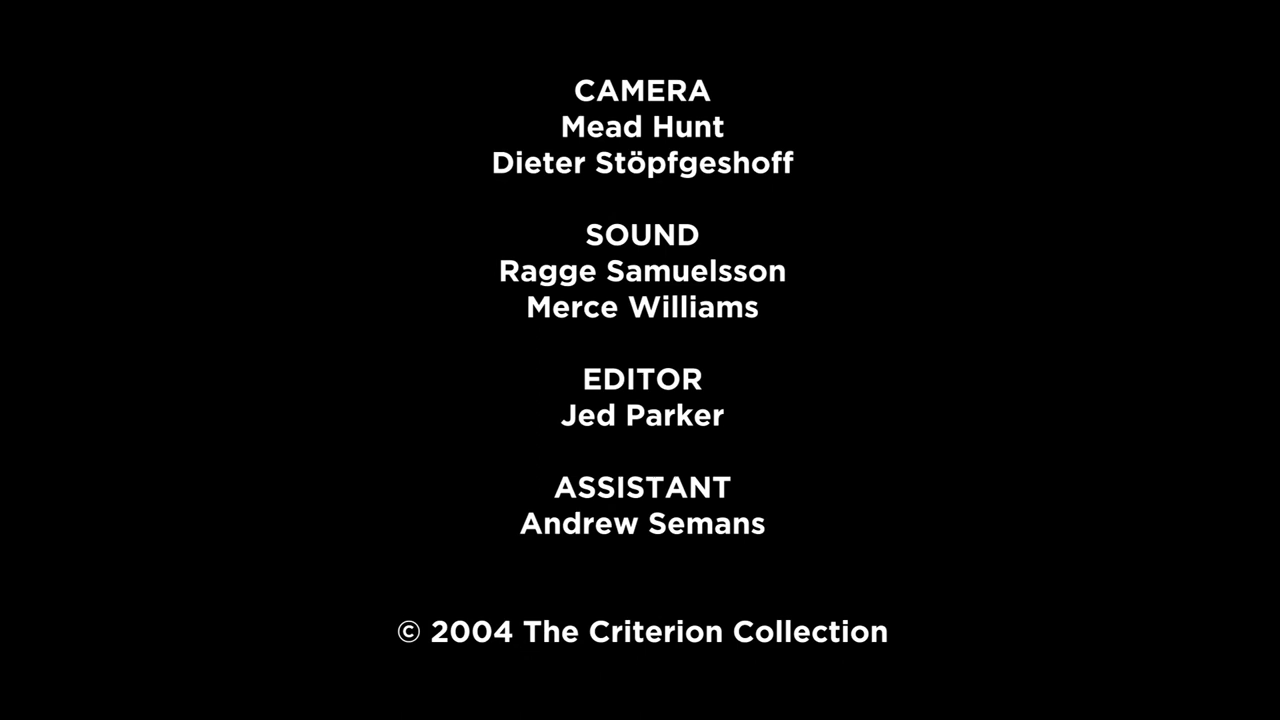 CAMERA
Mead Hunt
Dieter Stöpfgeshoff
SOUND
Ragge Samuelsson
Merce Williams
EDITOR
Jed Parker
ASSISTANT
Andrew Semans
© 2004 The Criterion Collection